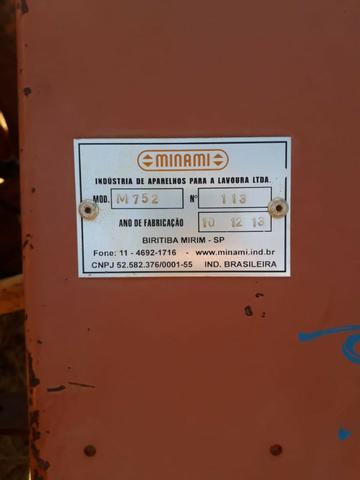 MINAMI
INDÚSTRIA DE APARELHOS PARA A LAVOURA LTDA.
MOD. M752 Nº 113
ANO DE FABRICAÇÃO 10 12 13
BIRITIBA MIRIM - SP
Fone: 11 - 4692-1716 - www.minami.ind.br
CNPJ 52.582.376/0001-55 IND. BRASILEIRA